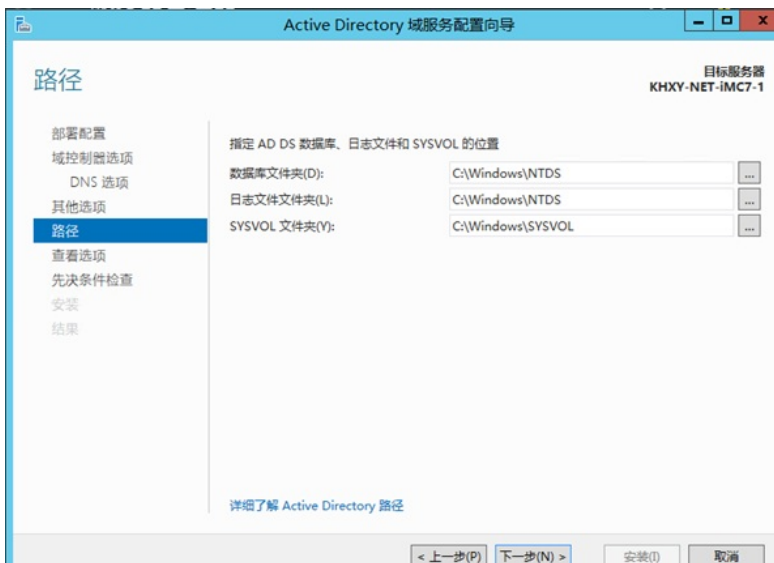 Active Directory 域服务配置向导
路径
目标服务器
KHXY-NET-iMC7-1
部署配置
域控制器选项
DNS 选项
其他选项
路径
查看选项
先决条件检查
安装
结果
指定 AD DS 数据库、日志文件和 SYSVOL 的位置
数据库文件夹(D): C:\Windows\NTDS ...
日志文件文件夹(L): C:\Windows\NTDS ...
SYSVOL 文件夹(Y): C:\Windows\SYSVOL ...
详细了解 Active Directory 路径
< 上一步(P) 下一步(N) > 安装(I) 取消